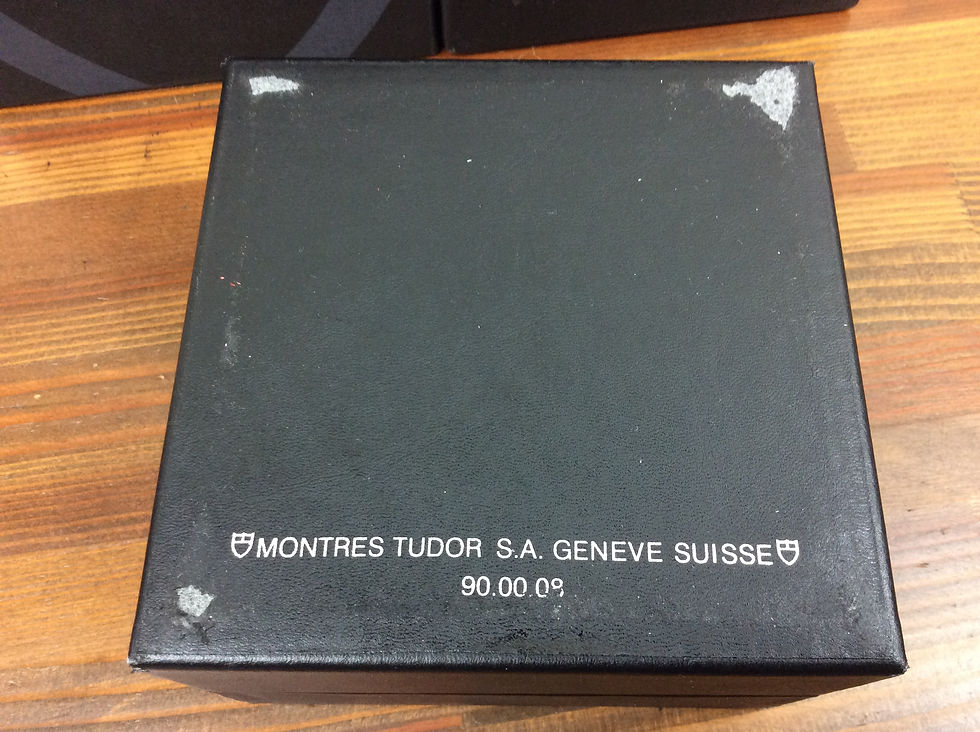 MONTRES TUDOR S.A. GENEVE SUISSE
90.00.08